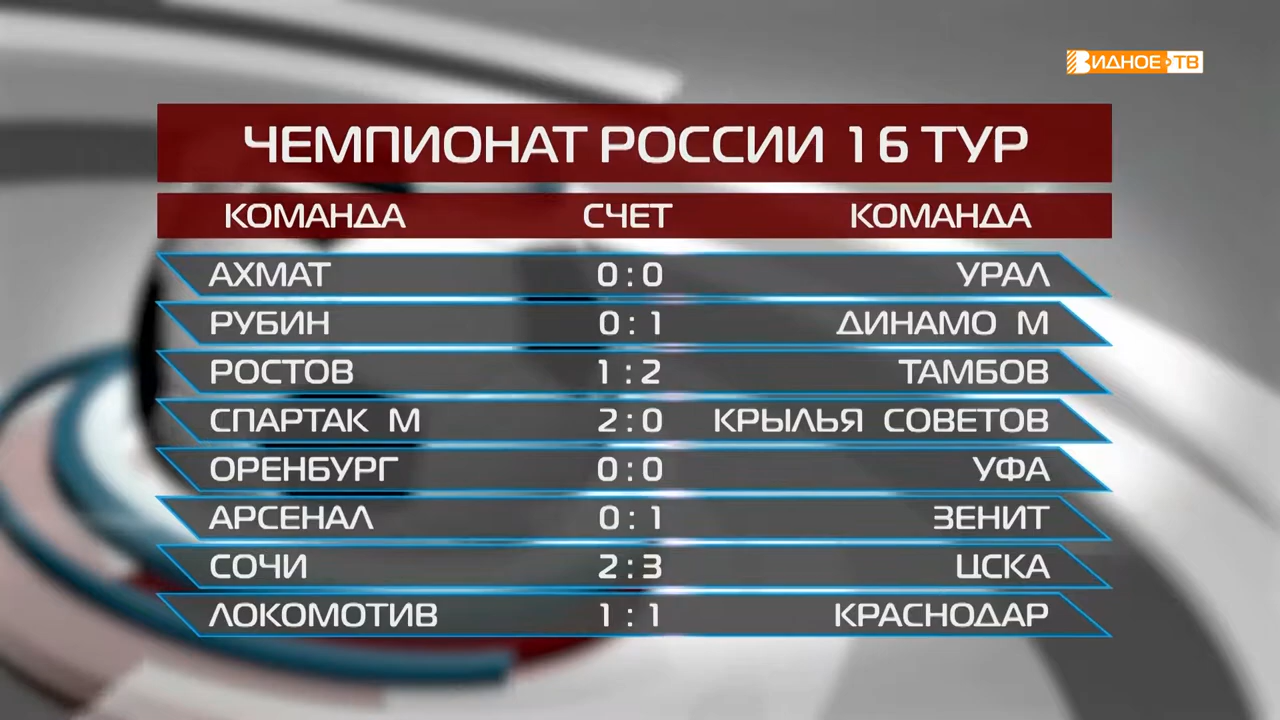 ВИДНОЕ·ТВ
ЧЕМПИОНАТ РОССИИ 16 ТУР
КОМАНДА СЧЕТ КОМАНДА
АХМАТ 0:0 УРАЛ
РУБИН 0:1 ДИНАМО М
РОСТОВ 1:2 ТАМБОВ
СПАРТАК М 2:0 КРЫЛЬЯ СОВЕТОВ
ОРЕНБУРГ 0:0 УФА
АРСЕНАЛ 0:1 ЗЕНИТ
СОЧИ 2:3 ЦСКА
ЛОКОМОТИВ 1:1 КРАСНОДАР